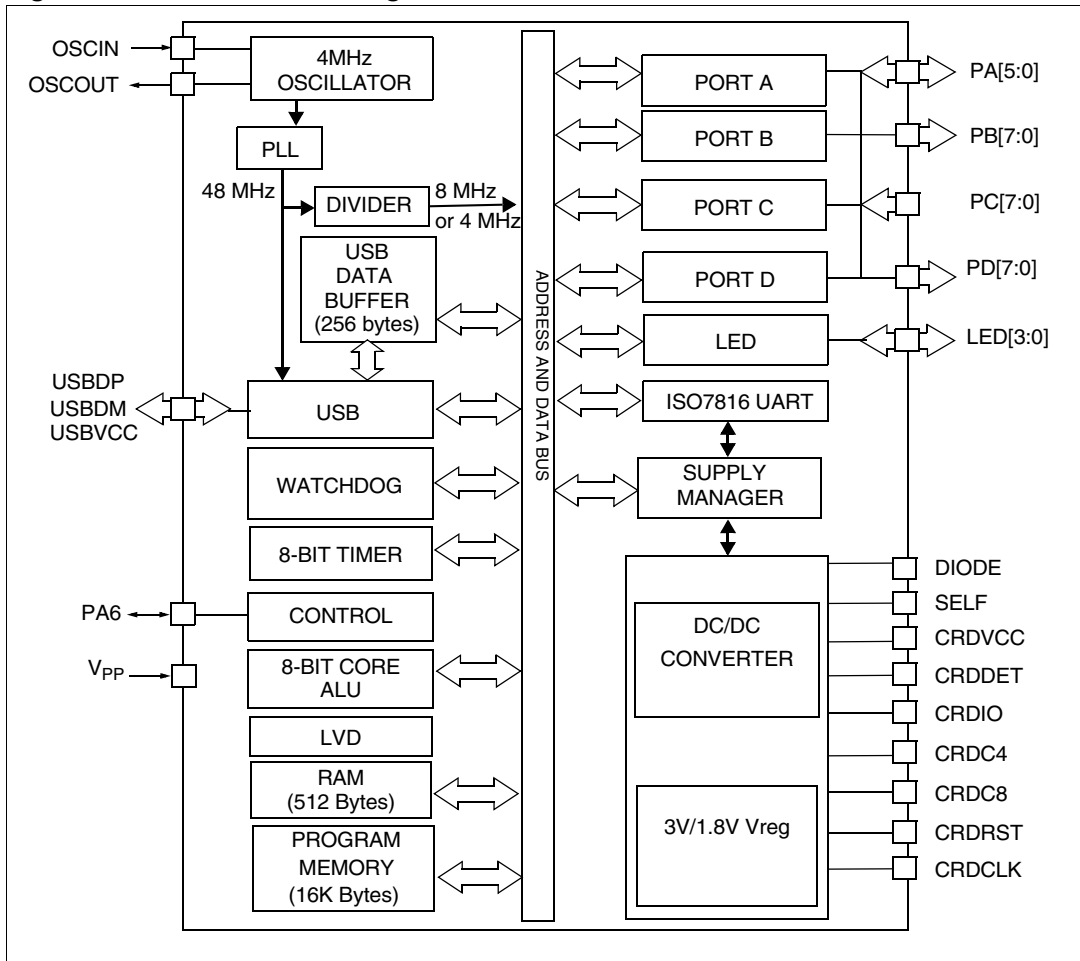 OSCIN
OSCOUT
4MHz
OSCILLATOR
PLL
48 MHz
DIVIDER
8 MHz
or 4 MHz
USB
DATA
BUFFER
(256 bytes)
USBDP
USBDM
USBVCC
USB
WATCHDOG
8-BIT TIMER
PA6
CONTROL
VPP
8-BIT CORE
ALU
LVD
RAM
(512 Bytes)
PROGRAM
MEMORY
(16K Bytes)
ADDRESS AND DATA BUS
PORT A
PA[5:0]
PORT B
PB[7:0]
PORT C
PC[7:0]
PORT D
PD[7:0]
LED
LED[3:0]
ISO7816 UART
SUPPLY
MANAGER
DC/DC
CONVERTER
3V/1.8V Vreg
DIODE
SELF
CRDVCC
CRDDET
CRDIO
CRDC4
CRDC8
CRDRST
CRDCLK